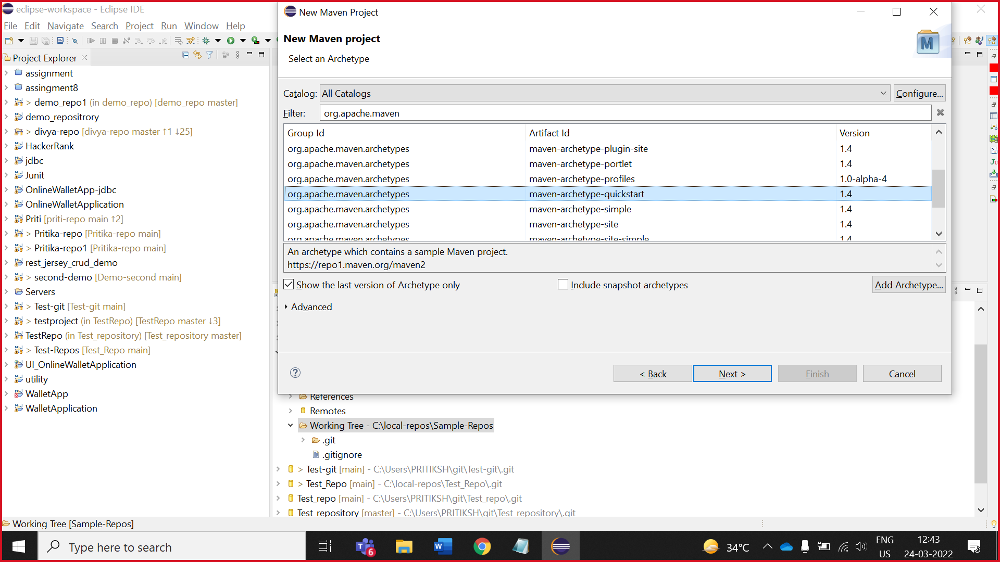 eclipse-workspace - Eclipse IDE
File Edit Navigate Search Project Run Window Help
Project Explorer
assignment
assingment8
> demo_repo1 (in demo_repo) [demo_repo master]
demo_repositrory
> divya-repo [divya-repo master ↑1 ↓25]
HackerRank
jdbc
Junit
OnlineWalletApp-jdbc
OnlineWalletApplication
Priti [priti-repo main ↑2]
> Pritika-repo [Pritika-repo main]
> Pritika-repo1 [Pritika-repo main]
rest_jersey_crud_demo
> second-demo [Demo-second main]
Servers
> Test-git [Test-git main]
> testproject (in TestRepo) [TestRepo master ↓3]
TestRepo (in Test_repository) [Test_repository master]
> Test-Repos [Test_Repo main]
UI_OnlineWalletApplication
utility
WalletApp
WalletApplication
New Maven Project
New Maven project
Select an Archetype
M
Catalog: All Catalogs Configure...
Filter: org.apache.maven
Group Id Artifact Id Version
org.apache.maven.archetypes maven-archetype-plugin-site 1.4
org.apache.maven.archetypes maven-archetype-portlet 1.4
org.apache.maven.archetypes maven-archetype-profiles 1.0-alpha-4
org.apache.maven.archetypes maven-archetype-quickstart 1.4
org.apache.maven.archetypes maven-archetype-simple 1.4
org.apache.maven.archetypes maven-archetype-site 1.4
org.apache.maven.archetypes maven-archetype-site-simple 1.4
An archetype which contains a sample Maven project.
https://repo1.maven.org/maven2
Show the last version of Archetype only Include snapshot archetypes Add Archetype...
Advanced
< Back Next > Finish Cancel
References
Remotes
Working Tree - C:\local-repos\Sample-Repos
.git
.gitignore
> Test-git [main] - C:\Users\PRITIKSH\git\Test-git\.git
> Test_Repo [main] - C:\local-repos\Test_Repo\.git
Test_repo [main] - C:\Users\PRITIKSH\git\Test_repo\.git
Test_repository [master] - C:\Users\PRITIKSH\git\Test_repository\.git
Working Tree [Sample-Repos]
Type here to search
6
34°C
ENG
US
12:43
24-03-2022